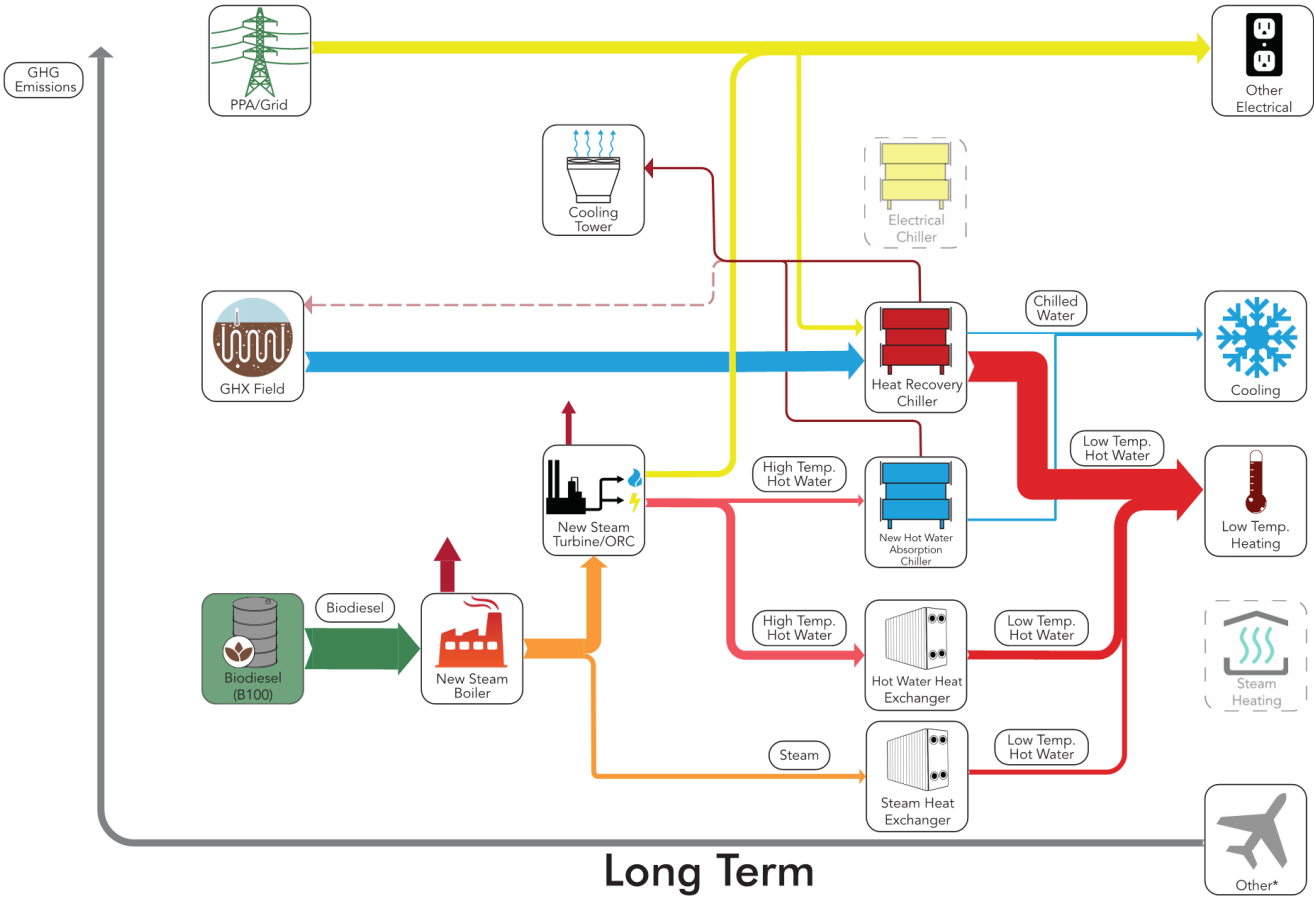 PPA/Grid
Other
Electrical
GHG
Emissions
Cooling
Tower
Electrical
Chiller
GHX Field
Heat Recovery
Chiller
Chilled
Water
Cooling
New Steam
Turbine/ORC
High Temp.
Hot Water
New Hot Water
Absorption
Chiller
Low Temp.
Hot Water
Low Temp.
Heating
Biodiesel
(B100)
Biodiesel
New Steam
Boiler
High Temp.
Hot Water
Hot Water Heat
Exchanger
Low Temp.
Hot Water
Steam
Heating
Steam
Steam Heat
Exchanger
Low Temp.
Hot Water
Other*
Long Term